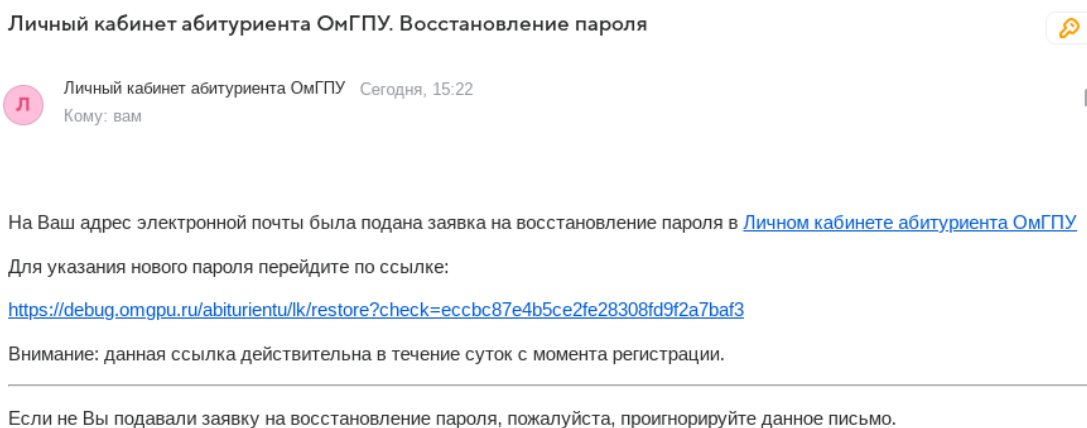 Личный кабинет абитуриента ОмГПУ. Восстановление пароля
Личный кабинет абитуриента ОмГПУ Сегодня, 15:22
Л
Кому: вам
На Ваш адрес электронной почты была подана заявка на восстановление пароля в Личном кабинете абитуриента ОмГПУ
Для указания нового пароля перейдите по ссылке:
https://debug.omgpu.ru/abiturientu/lk/restore?check=eccbc87e4b5ce2fe28308fd9f2a7baf3
Внимание: данная ссылка действительна в течение суток с момента регистрации.
Если не Вы подавали заявку на восстановление пароля, пожалуйста, проигнорируйте данное письмо.